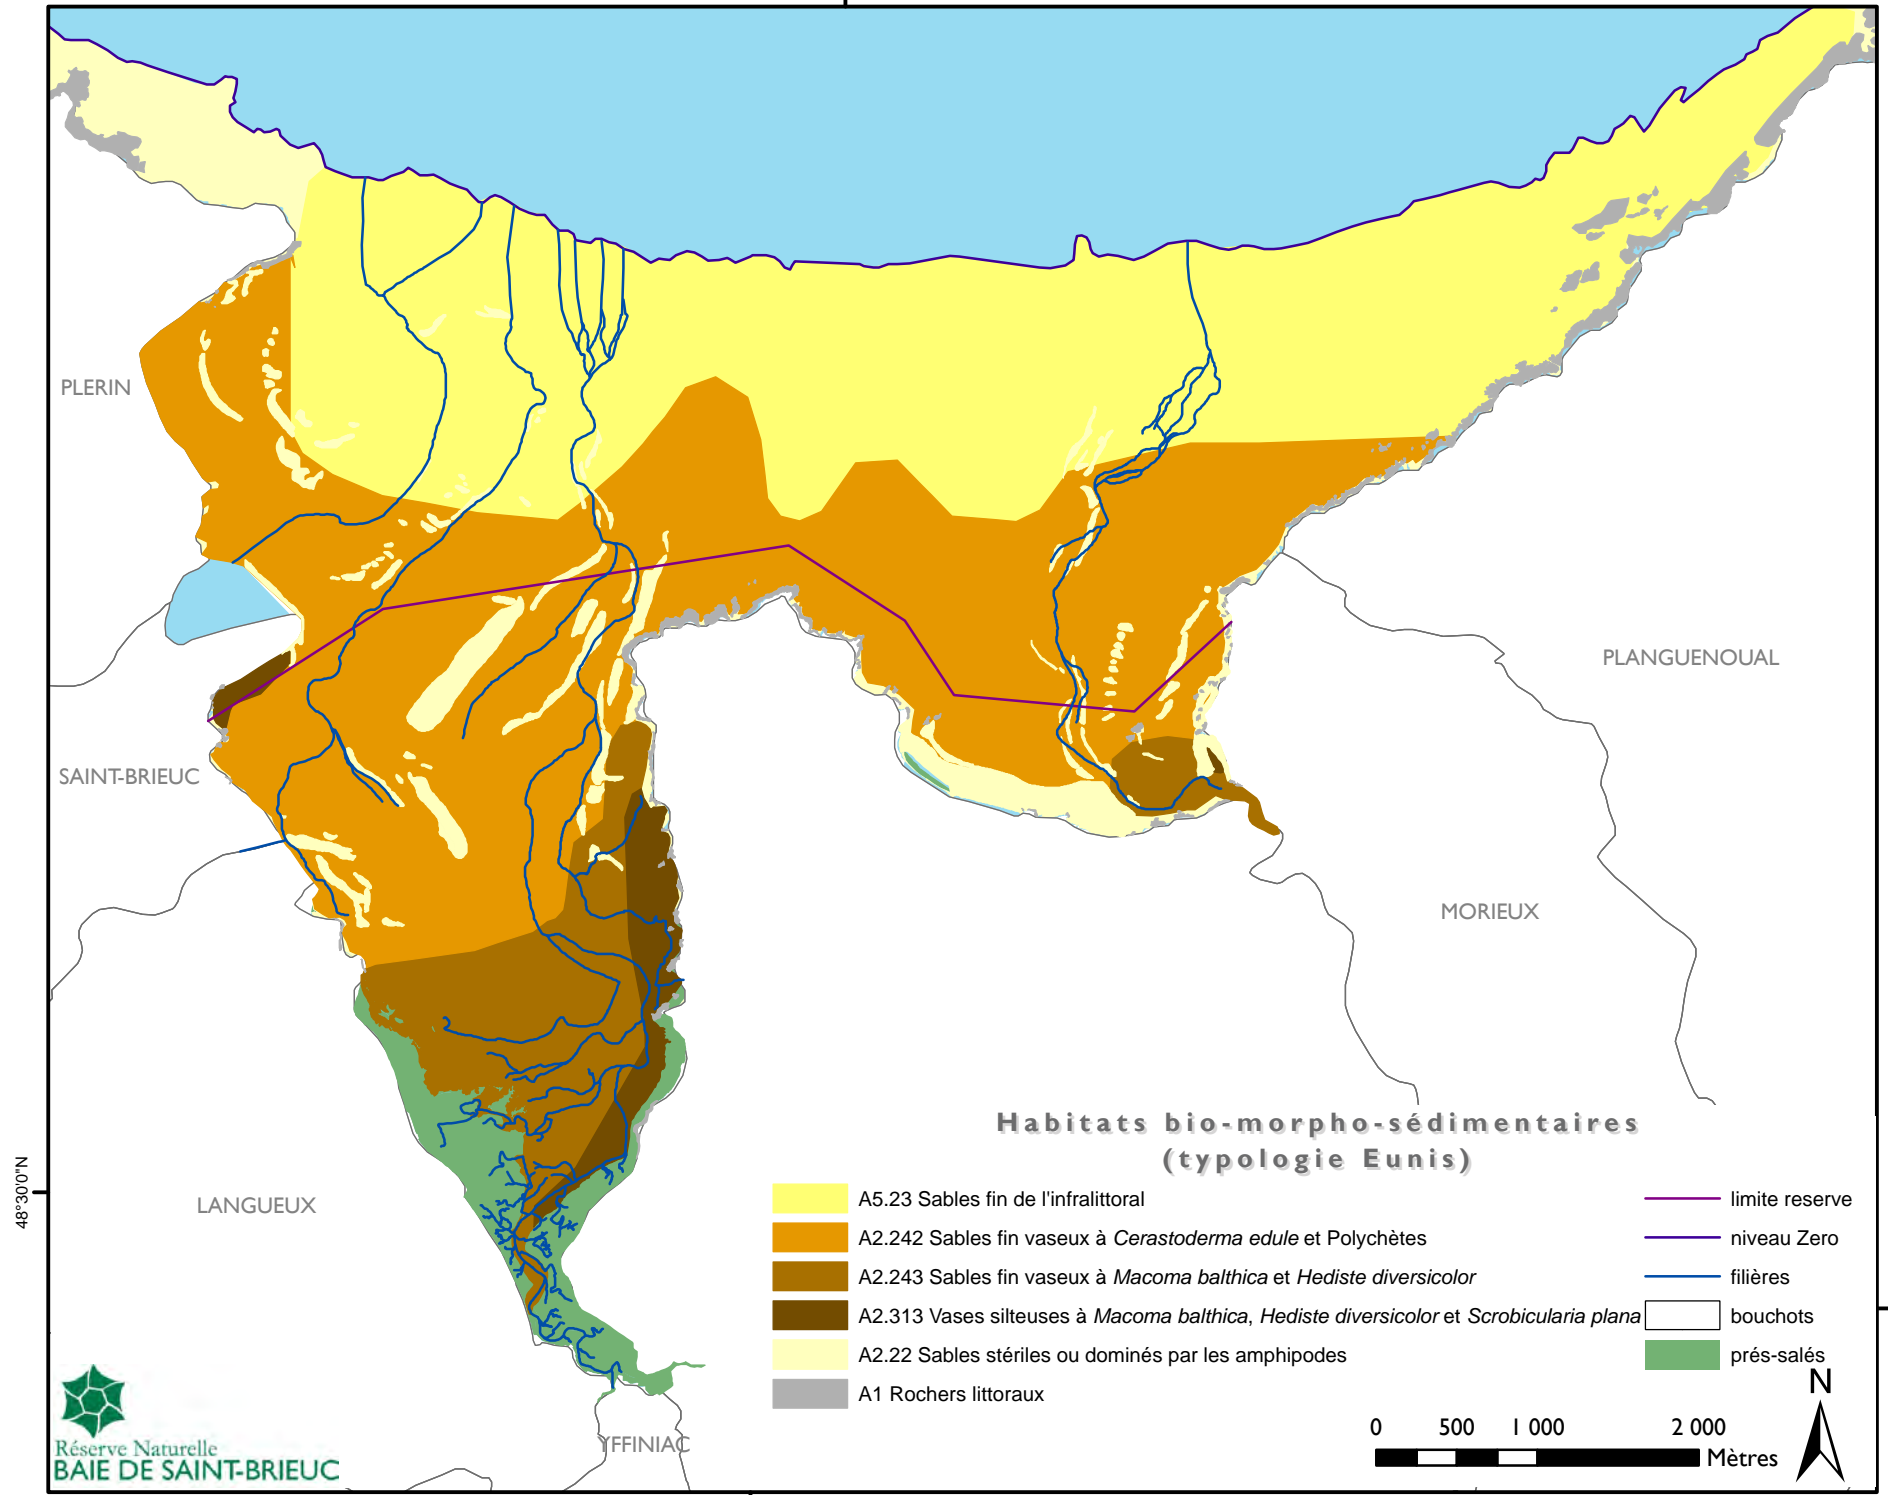 PLERIN
PLANGUENOUAL
SAINT-BRIEUC
MORIEUX
LANGUEUX
YFFINIAC
48°30'0"N
Habitats bio-morpho-sédimentaires
(typologie Eunis)
A5.23 Sables fin de l'infralittoral
A2.242 Sables fin vaseux à Cerastoderma edule et Polychètes
A2.243 Sables fin vaseux à Macoma balthica et Hediste diversicolor
A2.313 Vases silteuses à Macoma balthica, Hediste diversicolor et Scrobicularia plana
A2.22 Sables stériles ou dominés par les amphipodes
A1 Rochers littoraux
limite reserve
niveau Zero
filières
bouchots
prés-salés
N
0 500 1 000 2 000
Mètres
Réserve Naturelle
BAIE DE SAINT-BRIEUC